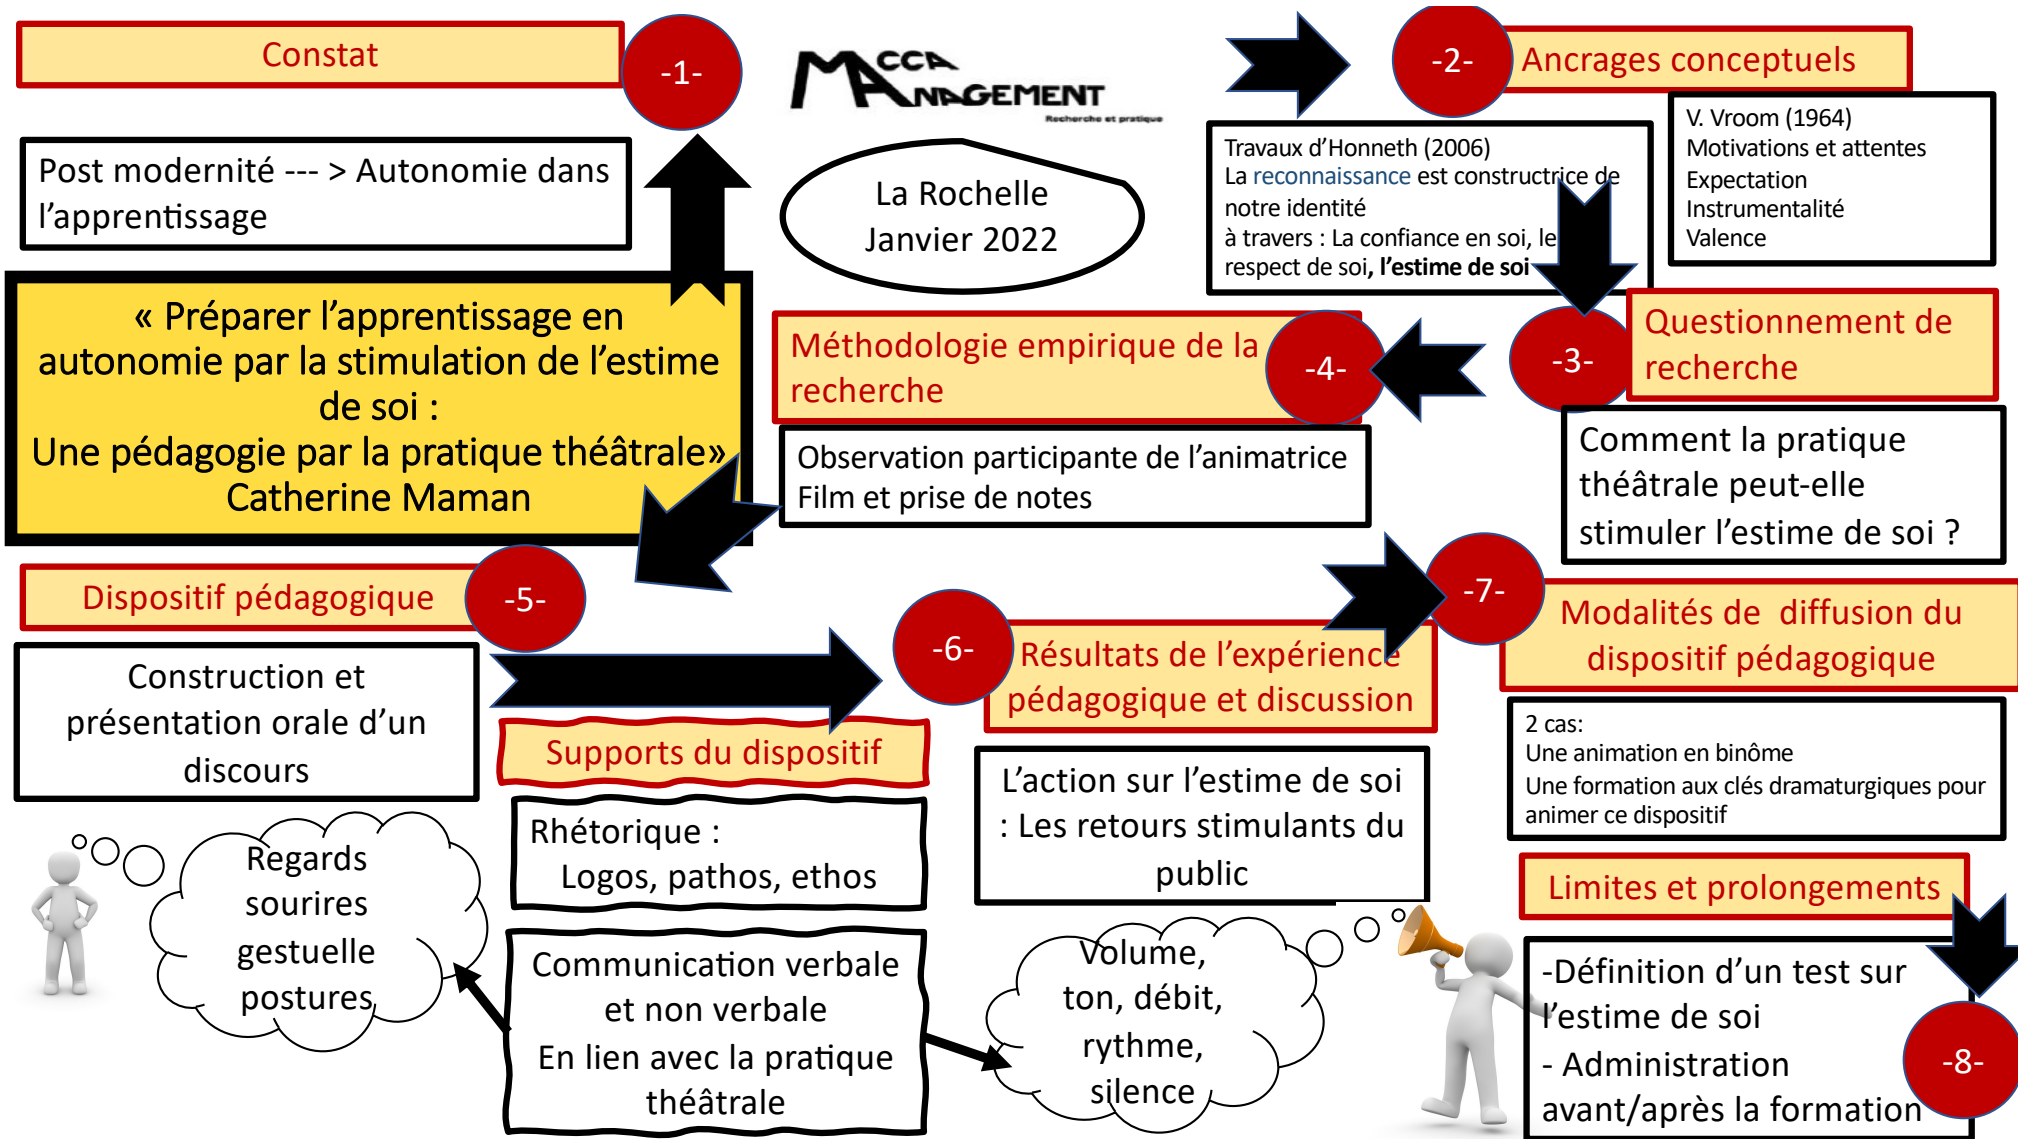 Constat
-1-
Post modernité --- > Autonomie dans
l'apprentissage
MACCA
MANAGEMENT
Recherche et pratique
La Rochelle
Janvier 2022
-2-
Ancrages conceptuels
Travaux d'Honneth (2006)
La reconnaissance est constructrice de
notre identité
à travers : La confiance en soi, le
respect de soi, l'estime de soi
V. Vroom (1964)
Motivations et attentes
Expectation
Instrumentalité
Valence
« Préparer l'apprentissage en
autonomie par la stimulation de l'estime
de soi :
Une pédagogie par la pratique théâtrale»
Catherine Maman
-3-
Questionnement de
recherche
Comment la pratique
théâtrale peut-elle
stimuler l'estime de soi ?
Méthodologie empirique de la
recherche
-4-
Observation participante de l'animatrice
Film et prise de notes
Dispositif pédagogique
-5-
Construction et
présentation orale d'un
discours
Supports du dispositif
Rhétorique :
Logos, pathos, ethos
Communication verbale
et non verbale
En lien avec la pratique
théâtrale
Regards
sourires
gestuelle
postures
Volume,
ton, débit,
rythme,
silence
-6-
Résultats de l'expérience
pédagogique et discussion
L'action sur l'estime de soi
: Les retours stimulants du
public
-7-
Modalités de diffusion du
dispositif pédagogique
2 cas:
Une animation en binôme
Une formation aux clés dramaturgiques pour
animer ce dispositif
Limites et prolongements
-Définition d'un test sur
l'estime de soi
- Administration
avant/après la formation
-8-